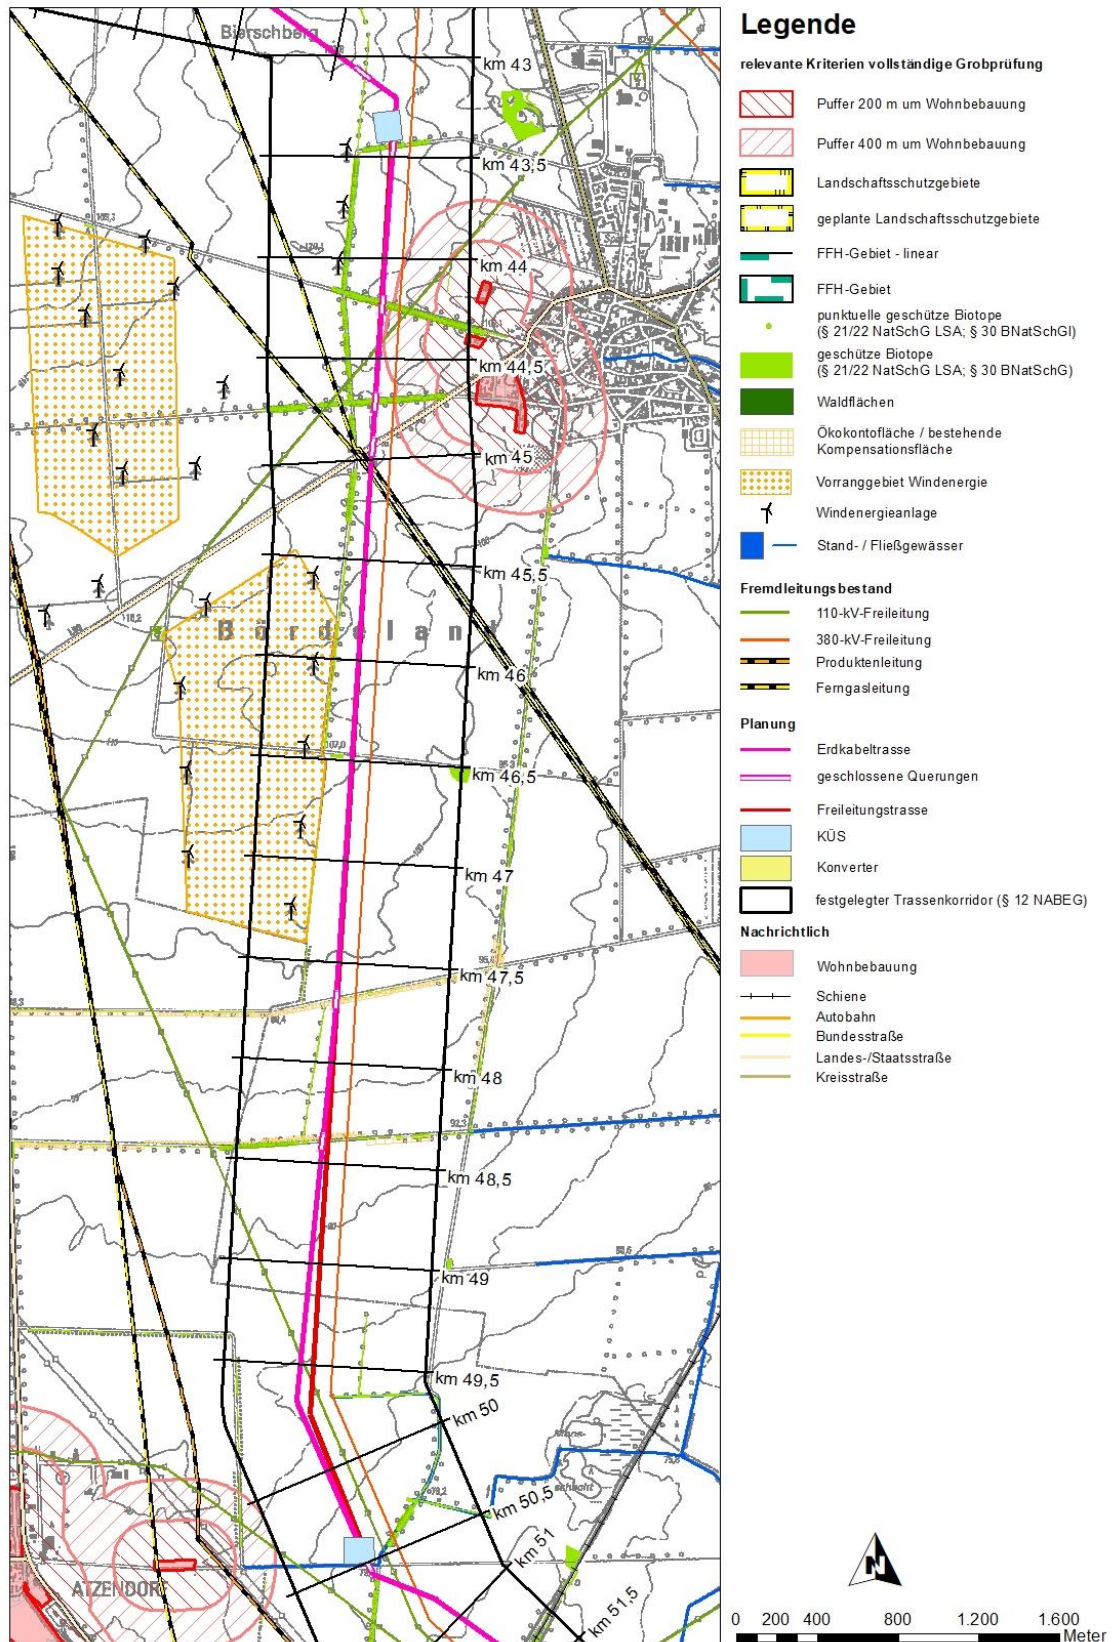 Bierschberg
km 43
km 43,5
km 44
km 44,5
km 45
km 45,5
Bördeland
km 46
km 46,5
km 47
km 47,5
km 48
92,3
km 48,5
km 49
km 49,5
km 50
km 50,5
km 51
km 51,5
ATZENDORF
Legende
relevante Kriterien vollständige Grobprüfung
Puffer 200 m um Wohnbebauung
Puffer 400 m um Wohnbebauung
Landschaftsschutzgebiete
geplante Landschaftsschutzgebiete
FFH-Gebiet - linear
FFH-Gebiet
punktuelle geschütze Biotope
(§ 21/22 NatSchG LSA; § 30 BNatSchGl)
geschütze Biotope
(§ 21/22 NatSchG LSA; § 30 BNatSchG)
Waldflächen
Ökokontofläche / bestehende
Kompensationsfläche
Vorranggebiet Windenergie
Windenergieanlage
Stand- / Fließgewässer
Fremdleitungsbestand
110-kV-Freileitung
380-kV-Freileitung
Produktenleitung
Ferngasleitung
Planung
Erdkabeltrasse
geschlossene Querungen
Freileitungstrasse
KÜS
Konverter
festgelegter Trassenkorridor (§ 12 NABEG)
Nachrichtlich
Wohnbebauung
Schiene
Autobahn
Bundesstraße
Landes-/Staatsstraße
Kreisstraße
N
0 200 400 800 1.200 1.600
Meter